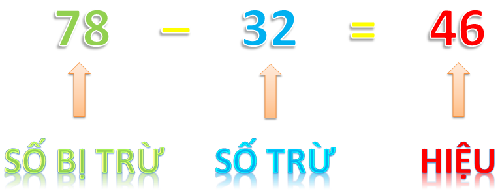 78 – 32 = 46
SỐ BỊ TRỪ SỐ TRỪ HIỆU